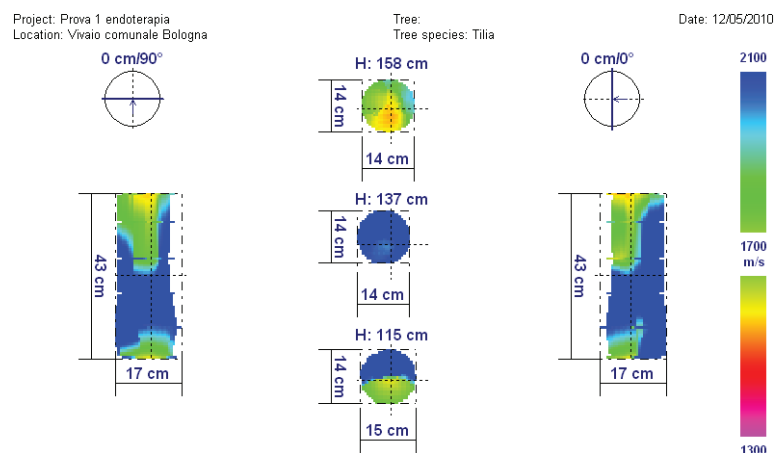 Project: Prova 1 endoterapia
Location: Vivaio comunale Bologna
Tree:
Tree species: Tilia
Date: 12/05/2010
0 cm/90°
H: 158 cm
14 cm
14 cm
0 cm/0°
2100
1700
m/s
1300
43 cm
17 cm
H: 137 cm
14 cm
14 cm
H: 115 cm
14 cm
15 cm
43 cm
17 cm